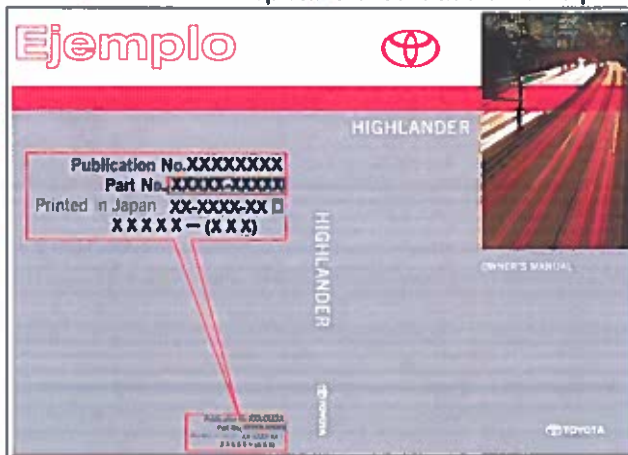 Ejemplo
HIGHLANDER
Publication No.XXXXXXXX
Part No.XXXXX-XXXXX
Printed in Japan XX-XXXX-XX
XXXXX — (XXX)
HIGHLANDER
OWNER'S MANUAL
TOYOTA
TOYOTA